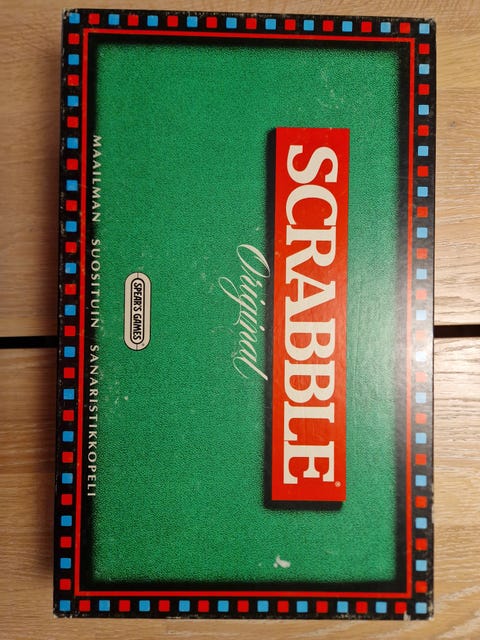 SCRABBLE®
Original
SPEAR'S GAMES
MAAILMAN SUOSITUIN SANARISTIKKOPELI